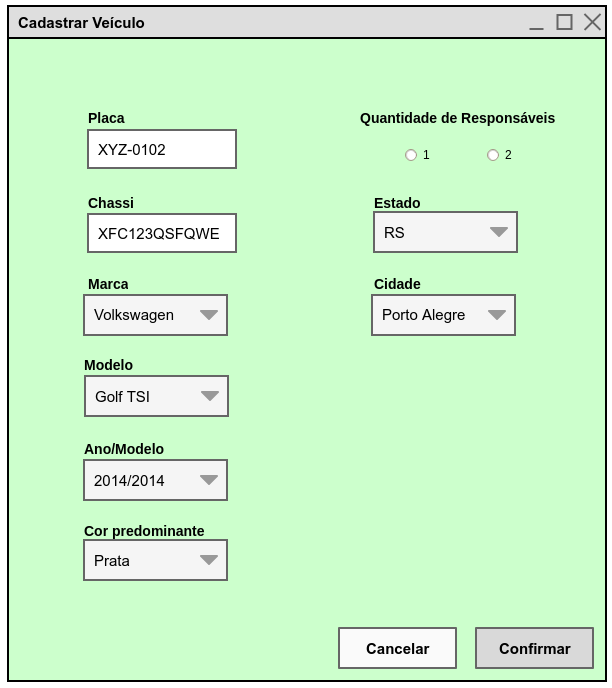 Cadastrar Veículo
Placa
XYZ-0102
Chassi
XFC123QSFQWE
Marca
Volkswagen
Modelo
Golf TSI
Ano/Modelo
2014/2014
Cor predominante
Prata
Quantidade de Responsáveis
1 2
Estado
RS
Cidade
Porto Alegre
Cancelar Confirmar